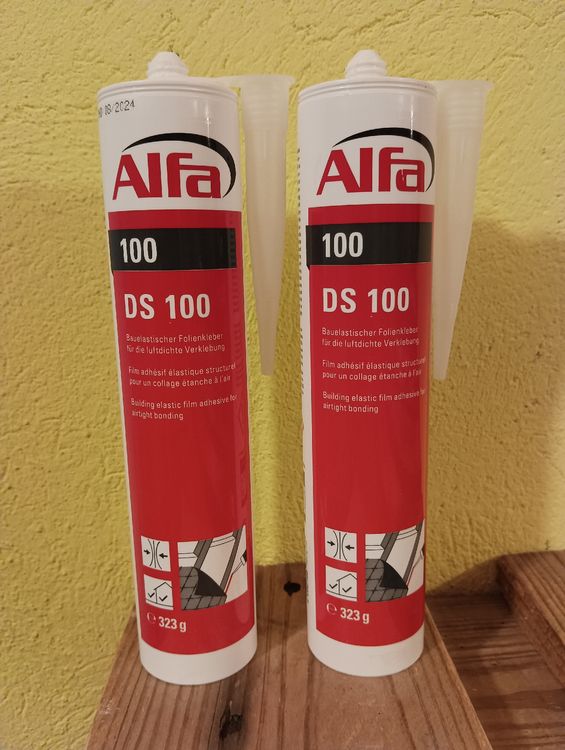 08/2024
Alfa
100
DS 100
Bauelastischer Folienkleber
für die luftdichte Verklebung
Film adhésif élastique structurel
pour un collage étanche à l'air
Building elastic film adhesive for
airtight bonding
℮ 323 g
Alfa
100
DS 100
Bauelastischer Folienkleber
für die luftdichte Verklebung
Film adhésif élastique structurel
pour un collage étanche à l'air
Building elastic film adhesive for
airtight bonding
℮ 323 g